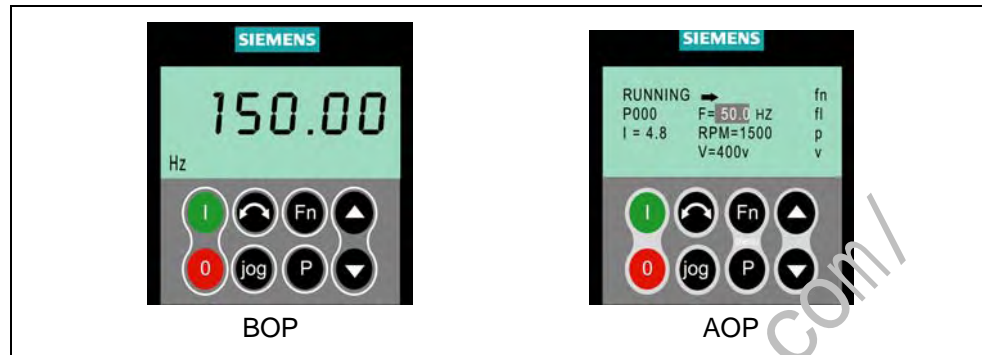 SIEMENS
150.00
Hz
I
Fn
0
jog
P
BOP
SIEMENS
RUNNING ➡ fn
P000 F= 50.0 HZ fl
I = 4.8 RPM=1500 p
V=400v v
I
Fn
0
jog
P
AOP
com/